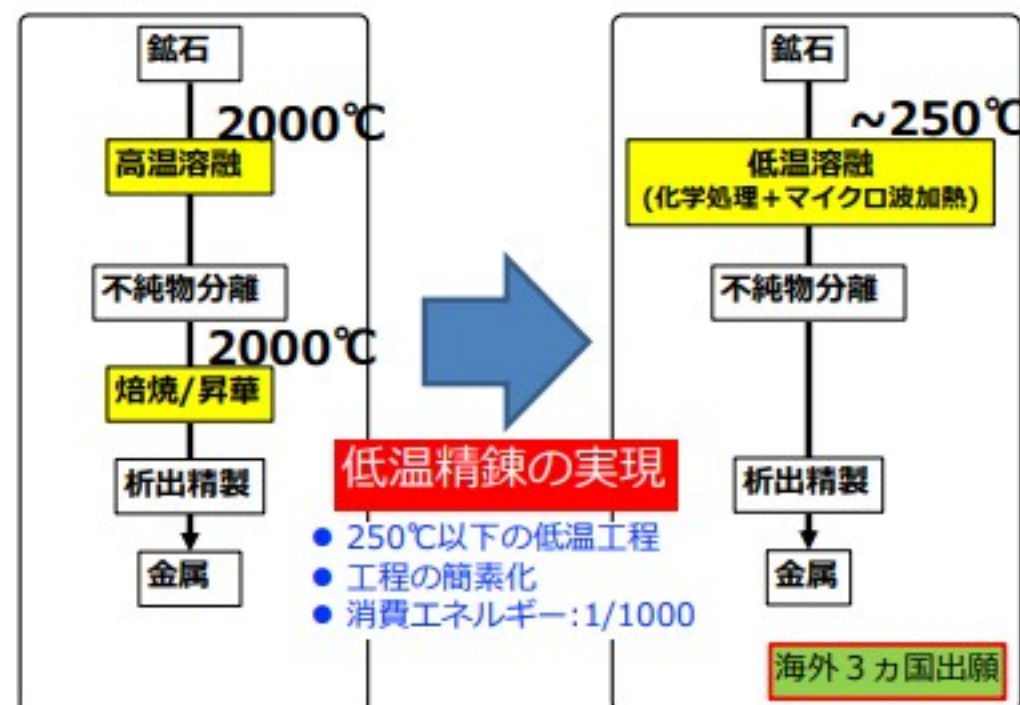 鉱石
2000℃
高温溶融
不純物分離
2000℃
焙焼/昇華
析出精製
金属
低温精錬の実現
● 250℃以下の低温工程
● 工程の簡素化
● 消費エネルギー:1/1000
鉱石
~250℃
低温溶融
(化学処理+マイクロ波加熱)
不純物分離
析出精製
金属
海外3ヵ国出願